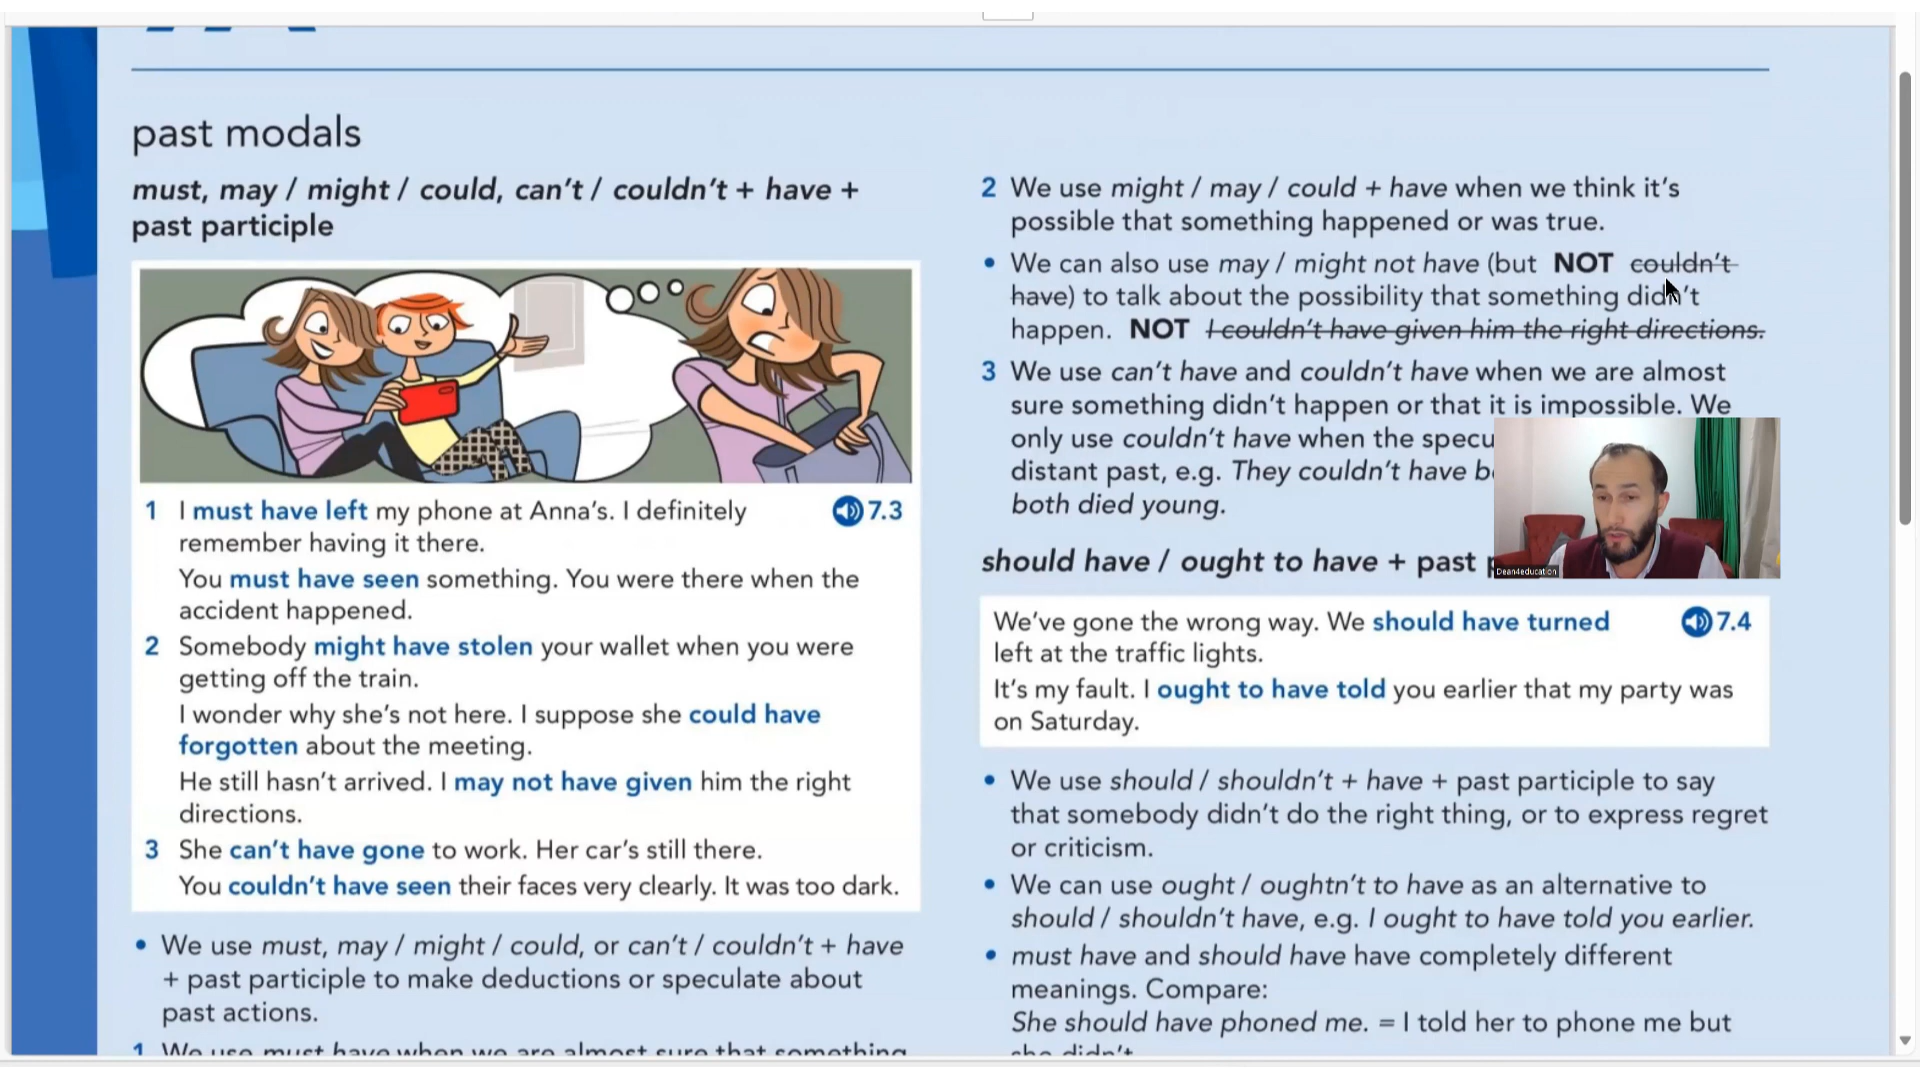 past modals
must, may / might / could, can't / couldn't + have +
past participle
1 I must have left my phone at Anna's. I definitely
7.3
remember having it there.
You must have seen something. You were there when the
accident happened.
2 Somebody might have stolen your wallet when you were
getting off the train.
I wonder why she's not here. I suppose she could have
forgotten about the meeting.
He still hasn't arrived. I may not have given him the right
directions.
3 She can't have gone to work. Her car's still there.
You couldn't have seen their faces very clearly. It was too dark.
• We use must, may / might / could, or can't / couldn't + have
+ past participle to make deductions or speculate about
past actions.
1 We use must have when we are almost sure that something
2 We use might / may / could + have when we think it's
possible that something happened or was true.
• We can also use may / might not have (but NOT couldn't
have) to talk about the possibility that something didn't
happen. NOT I couldn't have given him the right directions.
3 We use can't have and couldn't have when we are almost
sure something didn't happen or that it is impossible. We
only use couldn't have when the specu
distant past, e.g. They couldn't have b
both died young.
should have / ought to have + past
Dean4education
We've gone the wrong way. We should have turned
7.4
left at the traffic lights.
It's my fault. I ought to have told you earlier that my party was
on Saturday.
• We use should / shouldn't + have + past participle to say
that somebody didn't do the right thing, or to express regret
or criticism.
• We can use ought / oughtn't to have as an alternative to
should / shouldn't have, e.g. I ought to have told you earlier.
• must have and should have have completely different
meanings. Compare:
She should have phoned me. = I told her to phone me but
she didn't